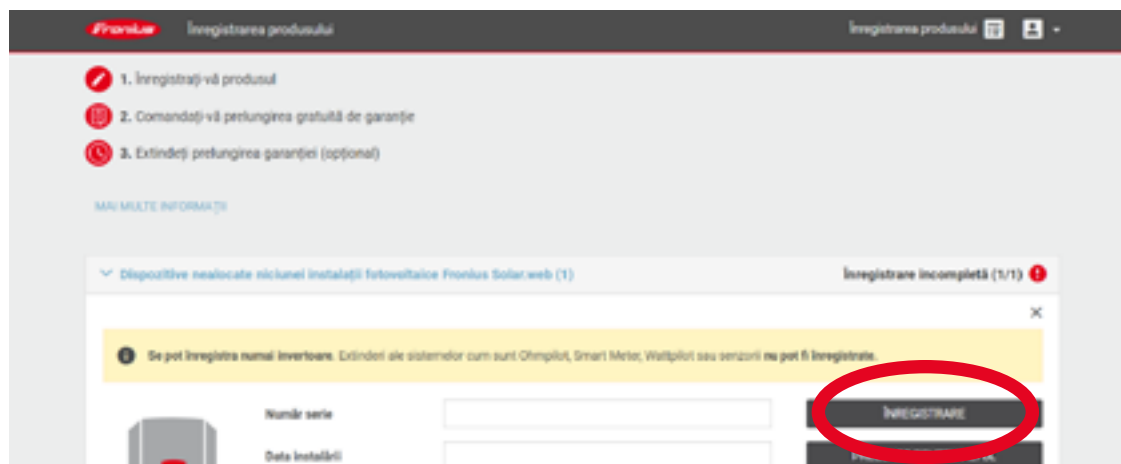 Fronius Înregistrarea produsului Înregistrarea produsului
1. Înregistrați-vă produsul
2. Comandați-vă prelungirea gratuită de garanție
3. Extindeți prelungirea garanției (opțional)
MAI MULTE INFORMAȚII
Dispozitive nealocate niciunei instalații fotovoltaice Fronius Solar.web (1) Înregistrare incompletă (1/1)
Se pot înregistra numai invertoare. Extinderi ale sistemelor cum sunt Ohmpilot, Smart Meter, Wattpilot sau senzorii nu pot fi înregistrate.
Număr serie ÎNREGISTRARE
Data instalării